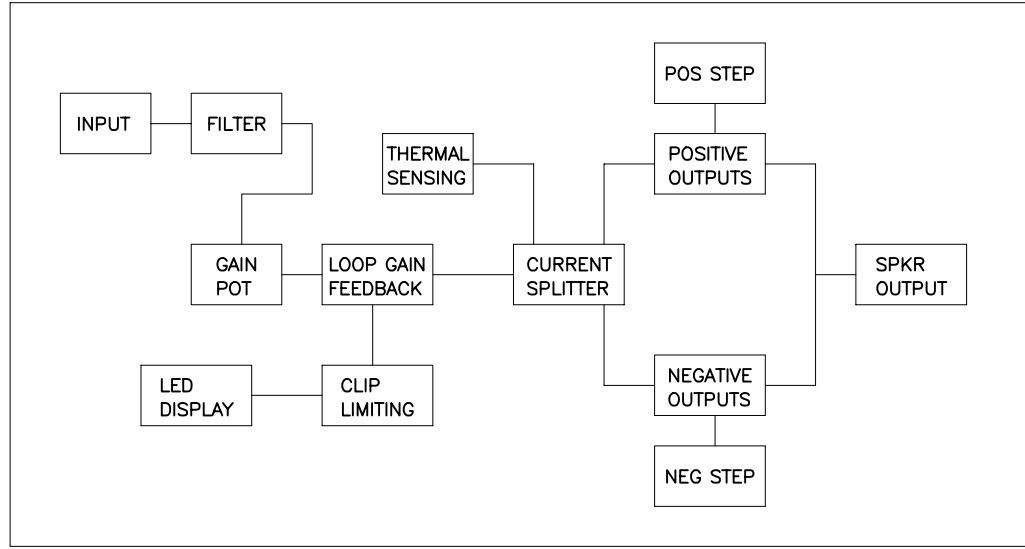 POS STEP
INPUT
FILTER
THERMAL
SENSING
POSITIVE
OUTPUTS
GAIN
POT
LOOP GAIN
FEEDBACK
CURRENT
SPLITTER
SPKR
OUTPUT
LED
DISPLAY
CLIP
LIMITING
NEGATIVE
OUTPUTS
NEG STEP